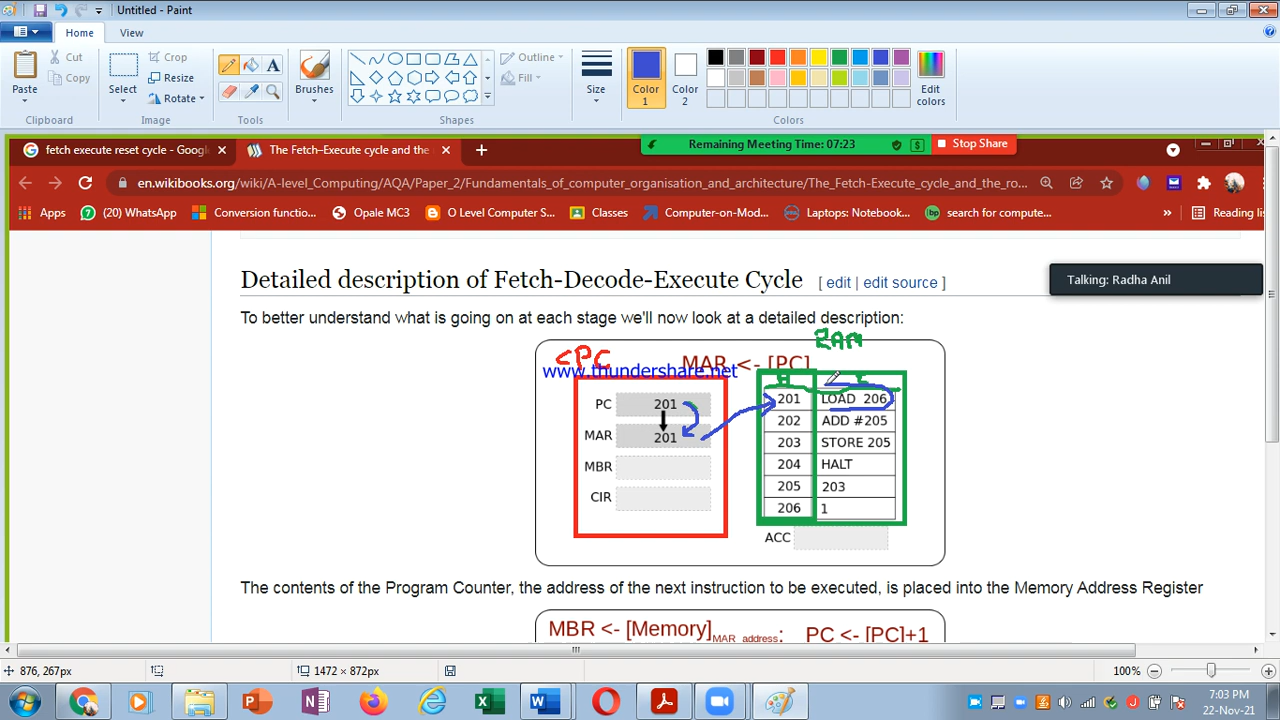 Untitled - Paint
Home View
Paste Cut Copy Clipboard
Select Crop Resize Rotate Image
Tools
Brushes
Outline Fill Shapes
Size
Color 1 Color 2 Edit colors Colors
fetch execute reset cycle - Googl The Fetch–Execute cycle and the
Remaining Meeting Time: 07:23 Stop Share
en.wikibooks.org/wiki/A-level_Computing/AQA/Paper_2/Fundamentals_of_computer_organisation_and_architecture/The_Fetch-Execute_cycle_and_the_ro...
Apps (20) WhatsApp Conversion functio... Opale MC3 O Level Computer S... Classes Computer-on-Mod... Laptops: Notebook... search for compute... » Reading lis
Detailed description of Fetch-Decode-Execute Cycle [ edit | edit source ]
Talking: Radha Anil
To better understand what is going on at each stage we'll now look at a detailed description:
RAM
<PC MAR <- [PC]
www.thundershare.net
PC 201 201 LOAD 206
MAR 201 202 ADD #205
203 STORE 205
MBR 204 HALT
CIR 205 203
206 1
ACC
The contents of the Program Counter, the address of the next instruction to be executed, is placed into the Memory Address Register
MBR <- [Memory]MAR address; PC <- [PC]+1
876, 267px 1472 × 872px 100%
7:03 PM
22-Nov-21